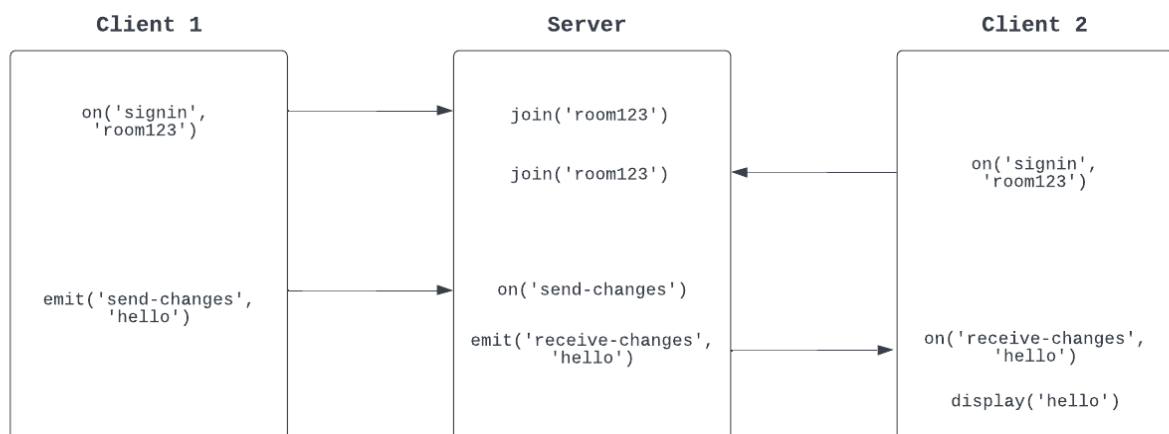 Client 1
Server
Client 2
on('signin',
'room123')
join('room123')
join('room123')
on('signin',
'room123')
emit('send-changes',
'hello')
on('send-changes')
emit('receive-changes',
'hello')
on('receive-changes',
'hello')
display('hello')